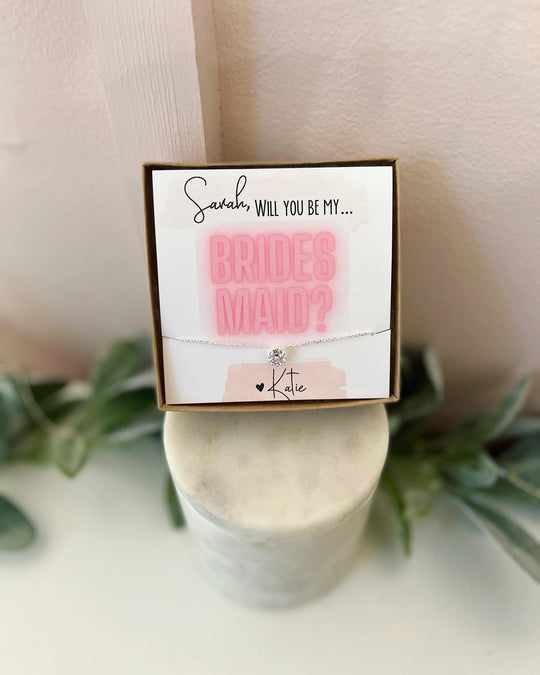 Sarah, WILL YOU BE MY...
BRIDES
MAID?
♥ Katie